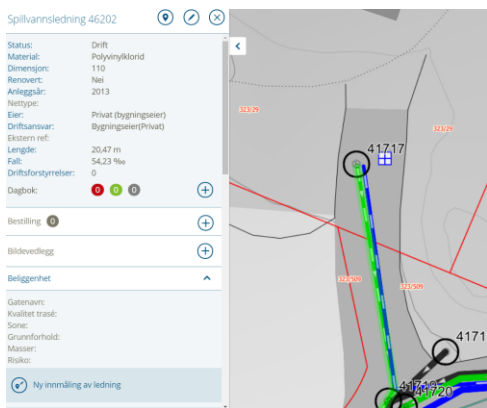 Spillvannsledning 46202
Status: Drift
Material: Polyvinylklorid
Dimensjon: 110
Renovert: Nei
Anleggsår: 2013
Nettype:
Eier: Privat (bygningseier)
Driftsansvar: Bygningseier(Privat)
Ekstern ref:
Lengde: 20,47 m
Fall: 54,23 ‰
Driftsforstyrrelser: 0
Dagbok: 0 0 0
Bestilling 0
Bildevedlegg
Beliggenhet
Gatenavn:
Kvalitet trasé:
Sone:
Grunnforhold:
Masser:
Risiko:
Ny innmåling av ledning
323/29
323/29
41717
323/509
323/509
4171
41719
41720